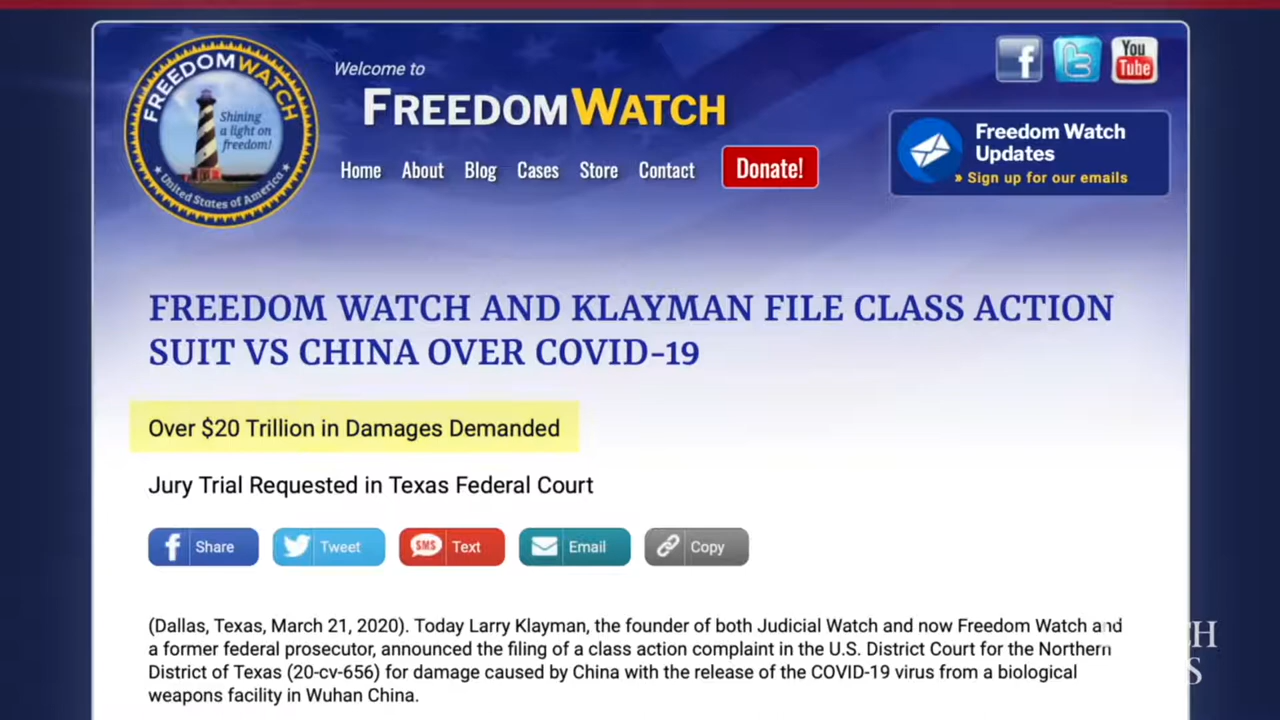 FREEDOMWATCH
Shining
a light on
freedom!
★ United States of America ★
Welcome to
FREEDOMWATCH
Home About Blog Cases Store Contact Donate!
You
Tube
Freedom Watch
Updates
» Sign up for our emails
FREEDOM WATCH AND KLAYMAN FILE CLASS ACTION
SUIT VS CHINA OVER COVID-19
Over $20 Trillion in Damages Demanded
Jury Trial Requested in Texas Federal Court
Share Tweet SMS Text Email Copy
(Dallas, Texas, March 21, 2020). Today Larry Klayman, the founder of both Judicial Watch and now Freedom Watch and
a former federal prosecutor, announced the filing of a class action complaint in the U.S. District Court for the Northern
District of Texas (20-cv-656) for damage caused by China with the release of the COVID-19 virus from a biological
weapons facility in Wuhan China.